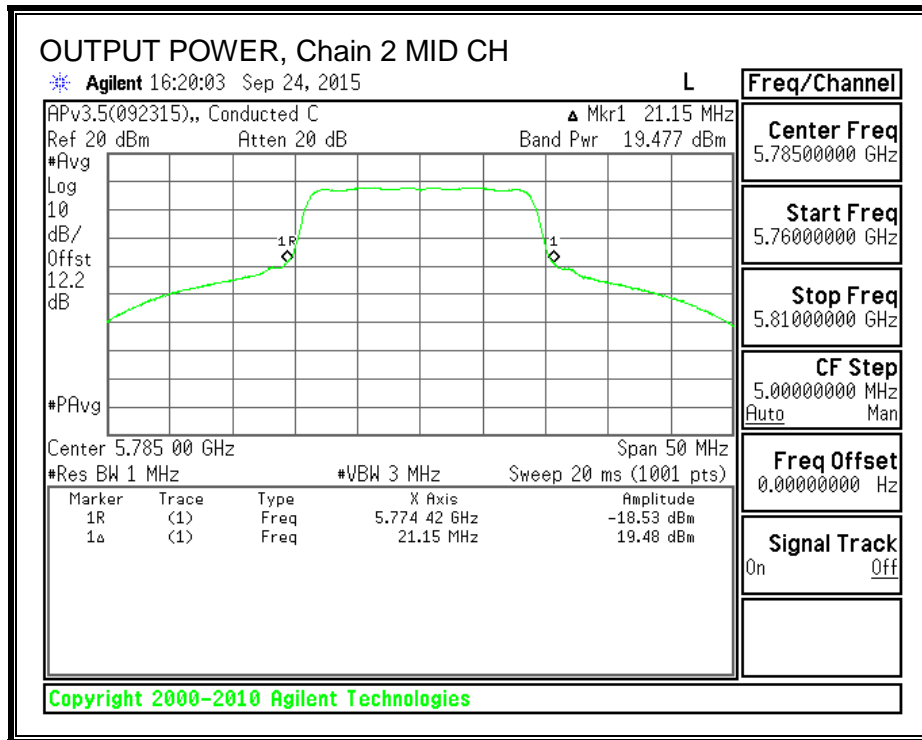 OUTPUT POWER, Chain 2 MID CH
Agilent 16:20:03 Sep 24, 2015 L
APv3.5(092315),, Conducted C Δ Mkr1 21.15 MHz
Ref 20 dBm Atten 20 dB Band Pwr 19.477 dBm
#Avg
Log
10
dB/
Offst
12.2
dB
#PAvg
1R
1
Center 5.785 00 GHz Span 50 MHz
#Res BW 1 MHz #VBW 3 MHz Sweep 20 ms (1001 pts)
Marker Trace Type X Axis Amplitude
1R (1) Freq 5.774 42 GHz -18.53 dBm
1Δ (1) Freq 21.15 MHz 19.48 dBm
Freq/Channel
Center Freq
5.78500000 GHz
Start Freq
5.76000000 GHz
Stop Freq
5.81000000 GHz
CF Step
5.00000000 MHz
Auto Man
Freq Offset
0.00000000 Hz
Signal Track
On Off
Copyright 2000-2010 Agilent Technologies